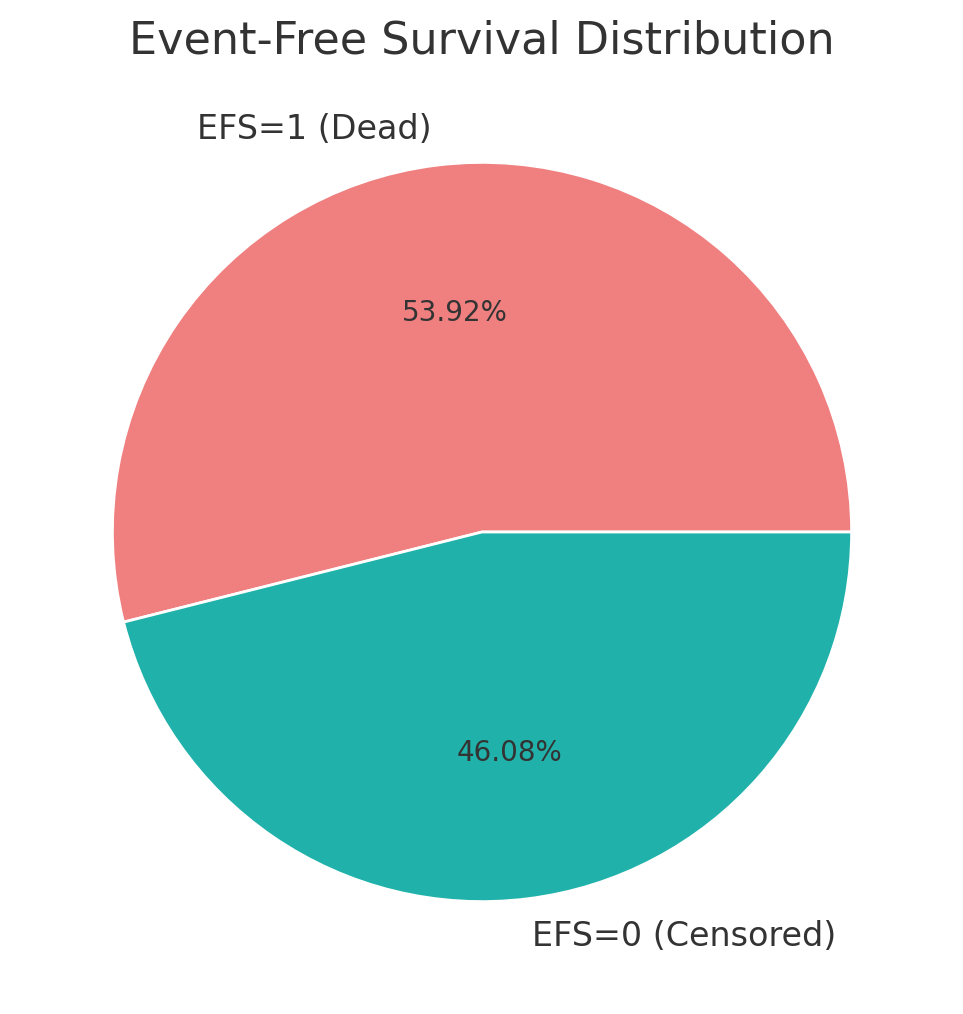 Event-Free Survival Distribution
EFS=1 (Dead)
53.92%
46.08%
EFS=0 (Censored)